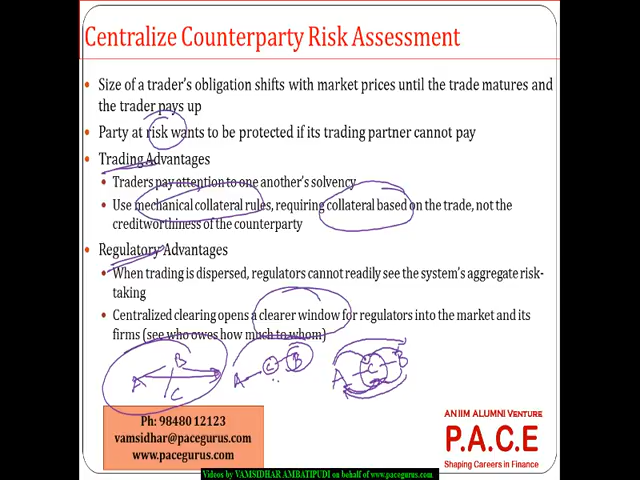 Centralize Counterparty Risk Assessment
• Size of a trader's obligation shifts with market prices until the trade matures and
the trader pays up
• Party at risk wants to be protected if its trading partner cannot pay
• Trading Advantages
• Traders pay attention to one another's solvency
• Use mechanical collateral rules, requiring collateral based on the trade, not the
creditworthiness of the counterparty
• Regulatory Advantages
• When trading is dispersed, regulators cannot readily see the system's aggregate risk-
taking
• Centralized clearing opens a clearer window for regulators into the market and its
firms (see who owes how much to whom)
A B C D
A C B
A C B
Ph: 98480 12123
vamsidhar@pacegurus.com
www.pacegurus.com
AN IIM ALUMNI VENTURE
P.A.C.E
Shaping Careers in Finance
Videos by VAMSIDHAR AMBATIPUDI on behalf of www.pacegurus.com